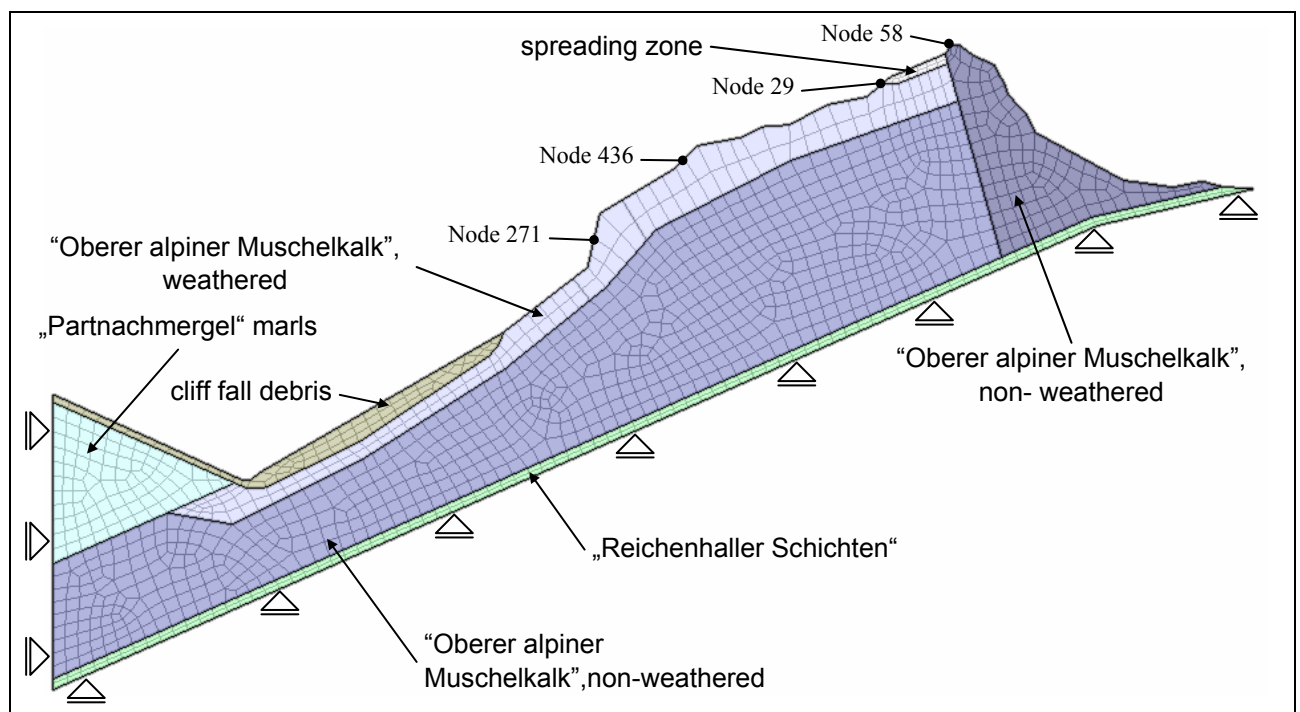 Node 58
spreading zone
Node 29
Node 436
Node 271
“Oberer alpiner Muschelkalk”,
weathered
„Partnachmergel“ marls
cliff fall debris
“Oberer alpiner Muschelkalk”,
non- weathered
„Reichenhaller Schichten“
“Oberer alpiner
Muschelkalk”,non-weathered